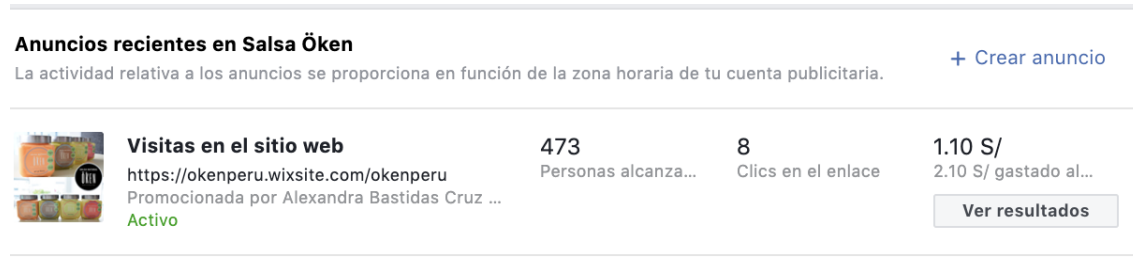 Anuncios recientes en Salsa Öken
La actividad relativa a los anuncios se proporciona en función de la zona horaria de tu cuenta publicitaria.
+ Crear anuncio
Visitas en el sitio web
https://okenperu.wixsite.com/okenperu
Promocionada por Alexandra Bastidas Cruz ...
Activo
473
Personas alcanza...
8
Clics en el enlace
1.10 S/
2.10 S/ gastado al...
Ver resultados
ÖKEN